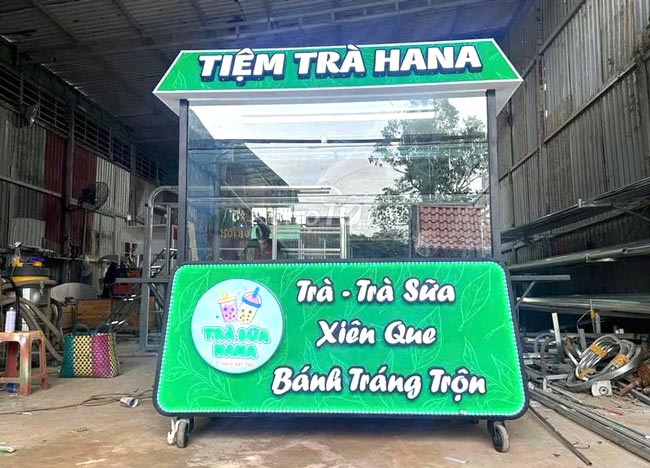 TIỆM TRÀ HANA
Trà - Trà Sữa
Xiên Que
Bánh Tráng Trộn
TRÀ SỮA
HANA